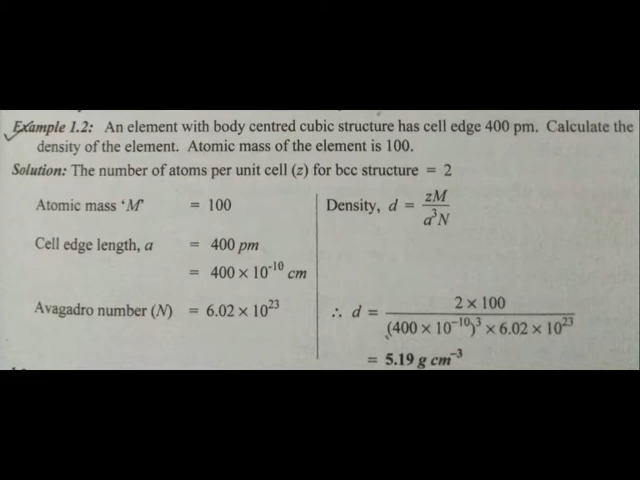 Example 1.2: An element with body centred cubic structure has cell edge 400 pm. Calculate the
density of the element. Atomic mass of the element is 100.
Solution: The number of atoms per unit cell (z) for bcc structure = 2
Atomic mass ‘M’ = 100
Cell edge length, a = 400 pm
= 400 × 10⁻¹⁰ cm
Avagadro number (N) = 6.02 × 10²³
Density, d = zM / a³N
∴ d = 2 × 100 / (400 × 10⁻¹⁰)³ × 6.02 × 10²³
= 5.19 g cm⁻³